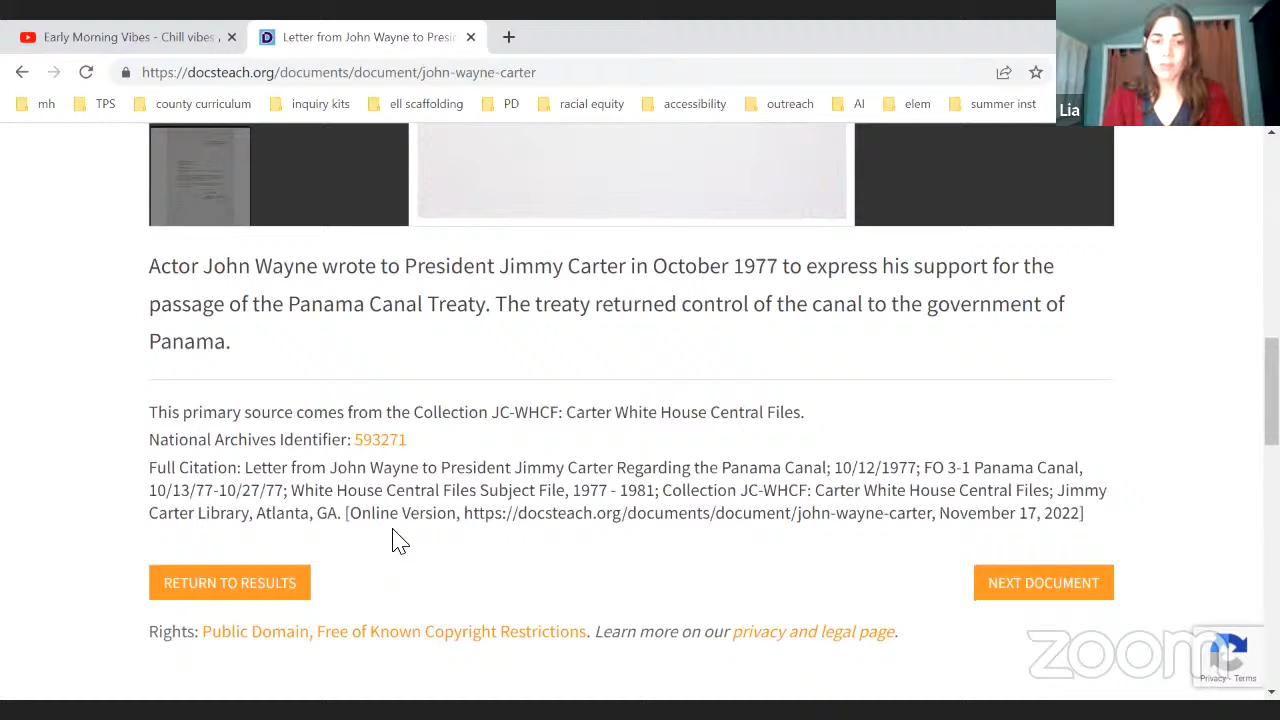 Early Morning Vibes - Chill vibes ,
Letter from John Wayne to Presid
https://docsteach.org/documents/document/john-wayne-carter
mh TPS county curriculum inquiry kits ell scaffolding PD racial equity accessibility outreach AI elem summer inst
Lia
Actor John Wayne wrote to President Jimmy Carter in October 1977 to express his support for the
passage of the Panama Canal Treaty. The treaty returned control of the canal to the government of
Panama.
This primary source comes from the Collection JC-WHCF: Carter White House Central Files.
National Archives Identifier: 593271
Full Citation: Letter from John Wayne to President Jimmy Carter Regarding the Panama Canal; 10/12/1977; FO 3-1 Panama Canal,
10/13/77-10/27/77; White House Central Files Subject File, 1977 - 1981; Collection JC-WHCF: Carter White House Central Files; Jimmy
Carter Library, Atlanta, GA. [Online Version, https://docsteach.org/documents/document/john-wayne-carter, November 17, 2022]
RETURN TO RESULTS
NEXT DOCUMENT
Rights: Public Domain, Free of Known Copyright Restrictions. Learn more on our privacy and legal page.
zoom
Privacy - Terms